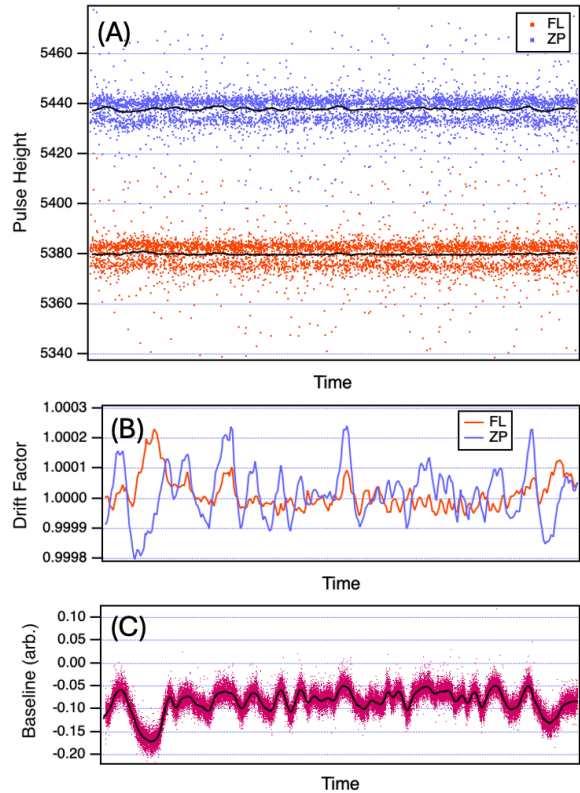 (A)
FL
ZP
5460
5440
5420
5400
5380
5360
5340
Pulse Height
Time
(B)
FL
ZP
1.0003
1.0002
1.0001
1.0000
0.9999
0.9998
Drift Factor
Time
(C)
0.10
0.05
0.00
-0.05
-0.10
-0.15
-0.20
Baseline (arb.)
Time